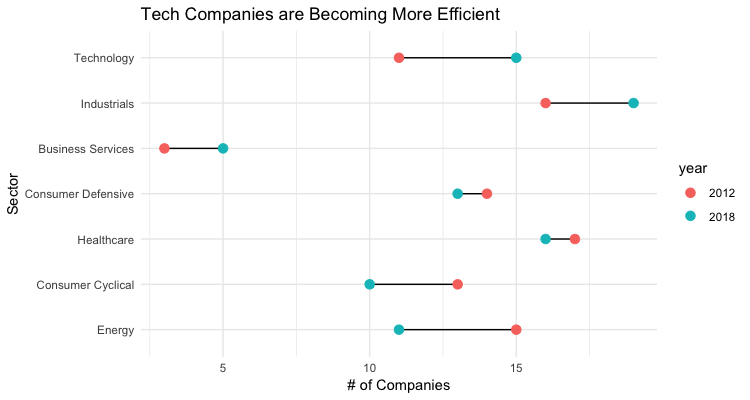 Tech Companies are Becoming More Efficient
Sector
Technology
Industrials
Business Services
Consumer Defensive
Healthcare
Consumer Cyclical
Energy
5 10 15
# of Companies
year
2012
2018